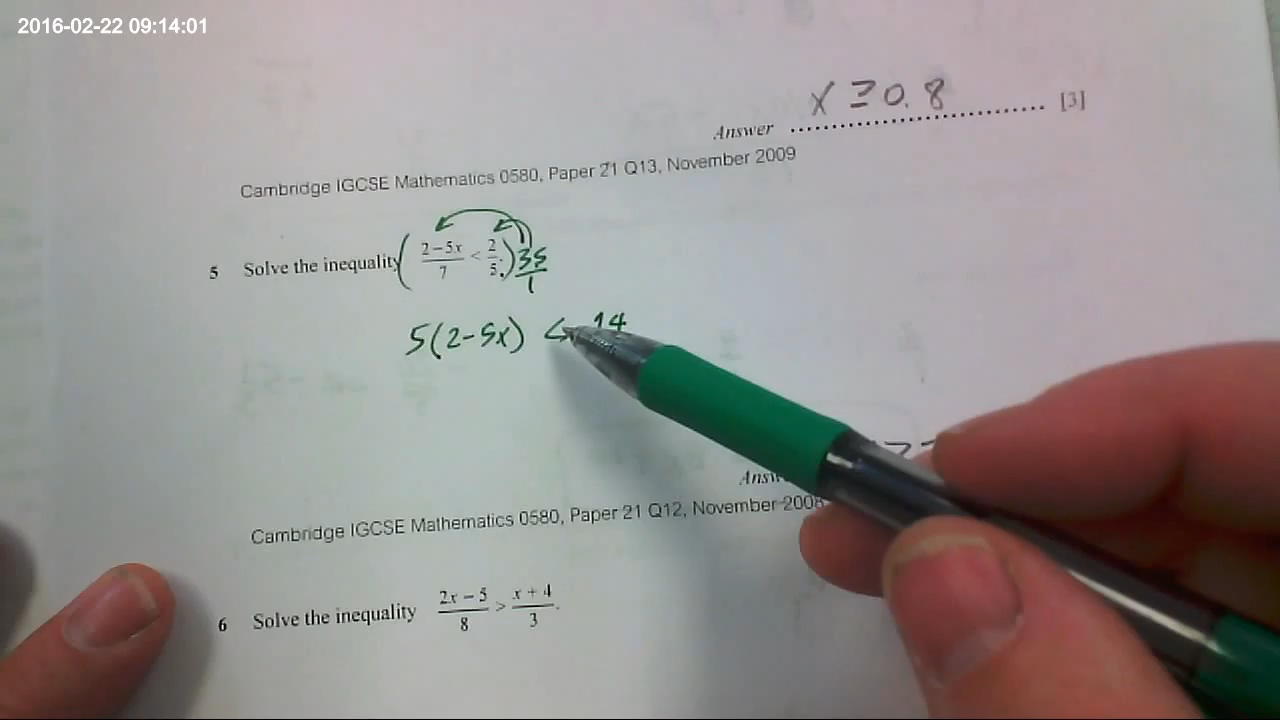 2016-02-22 09:14:01
x ≥ 0.8
Answer ........................................ [3]
Cambridge IGCSE Mathematics 0580, Paper 21 Q13, November 2009
5 Solve the inequality ( (2 − 5x)/7 < 2/5. ) 35/1
5(2-5x) < 14
Cambridge IGCSE Mathematics 0580, Paper 21 Q12, November 2008
6 Solve the inequality (2x − 5)/8 > (x + 4)/3.